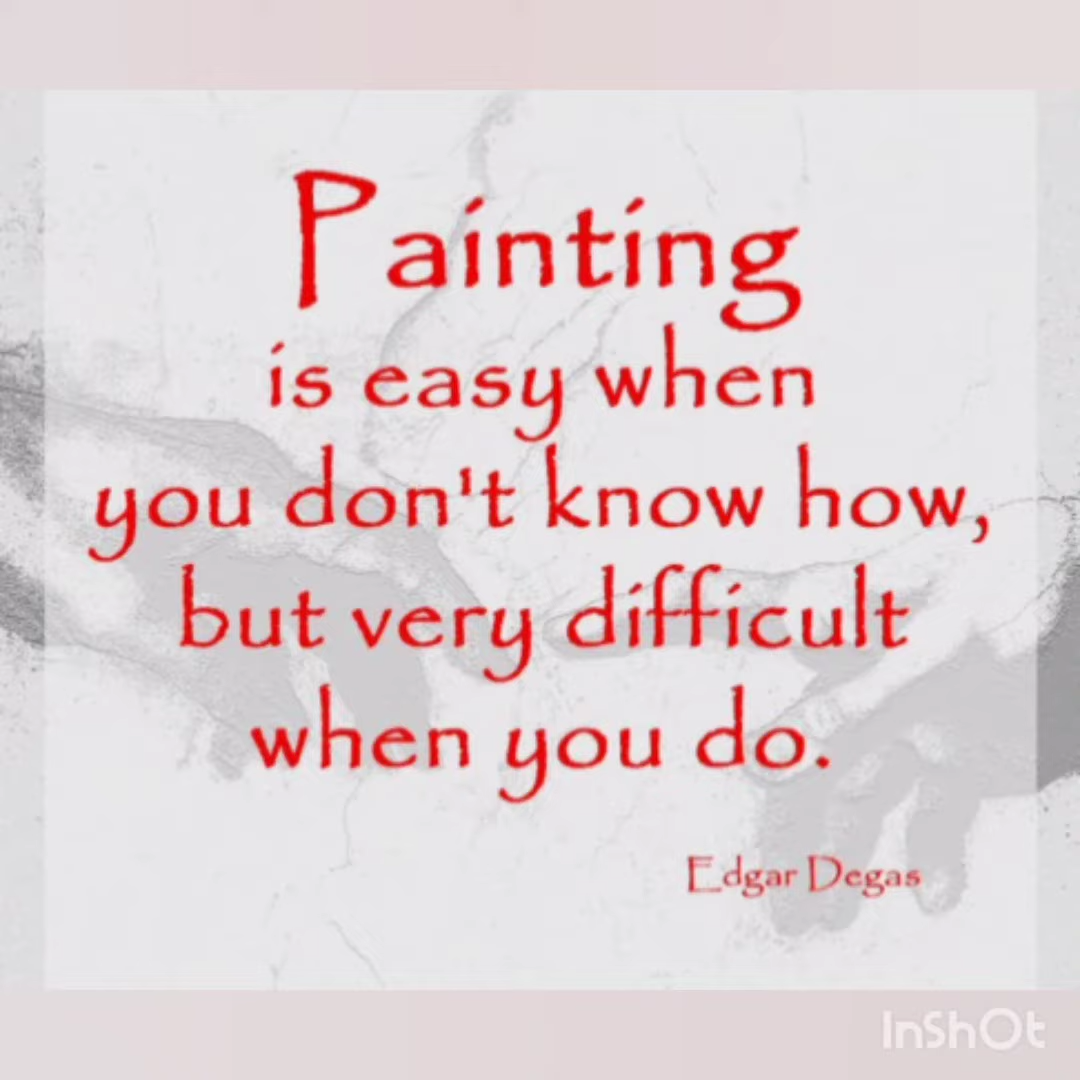 Painting
is easy when
you don't know how,
but very difficult
when you do.
Edgar Degas
InShOt